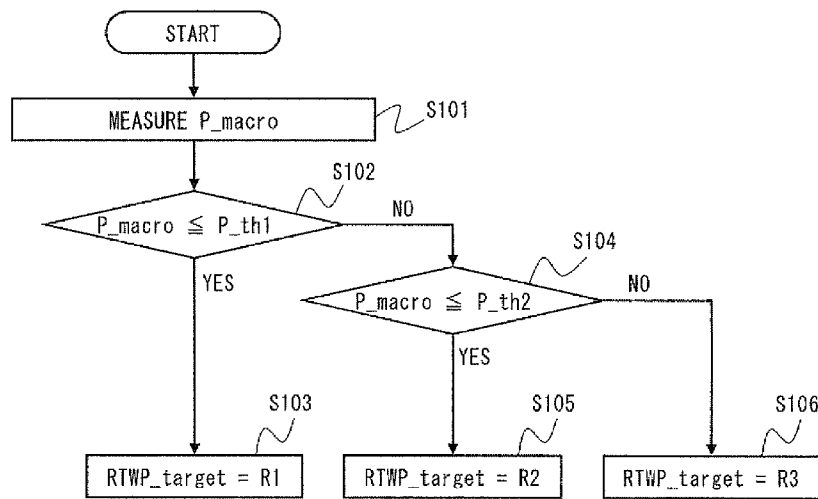 START
MEASURE P_macro
S101
S102
P_macro ≦ P_th1
NO
YES
S104
P_macro ≦ P_th2
NO
YES
S103
RTWP_target = R1
S105
RTWP_target = R2
S106
RTWP_target = R3